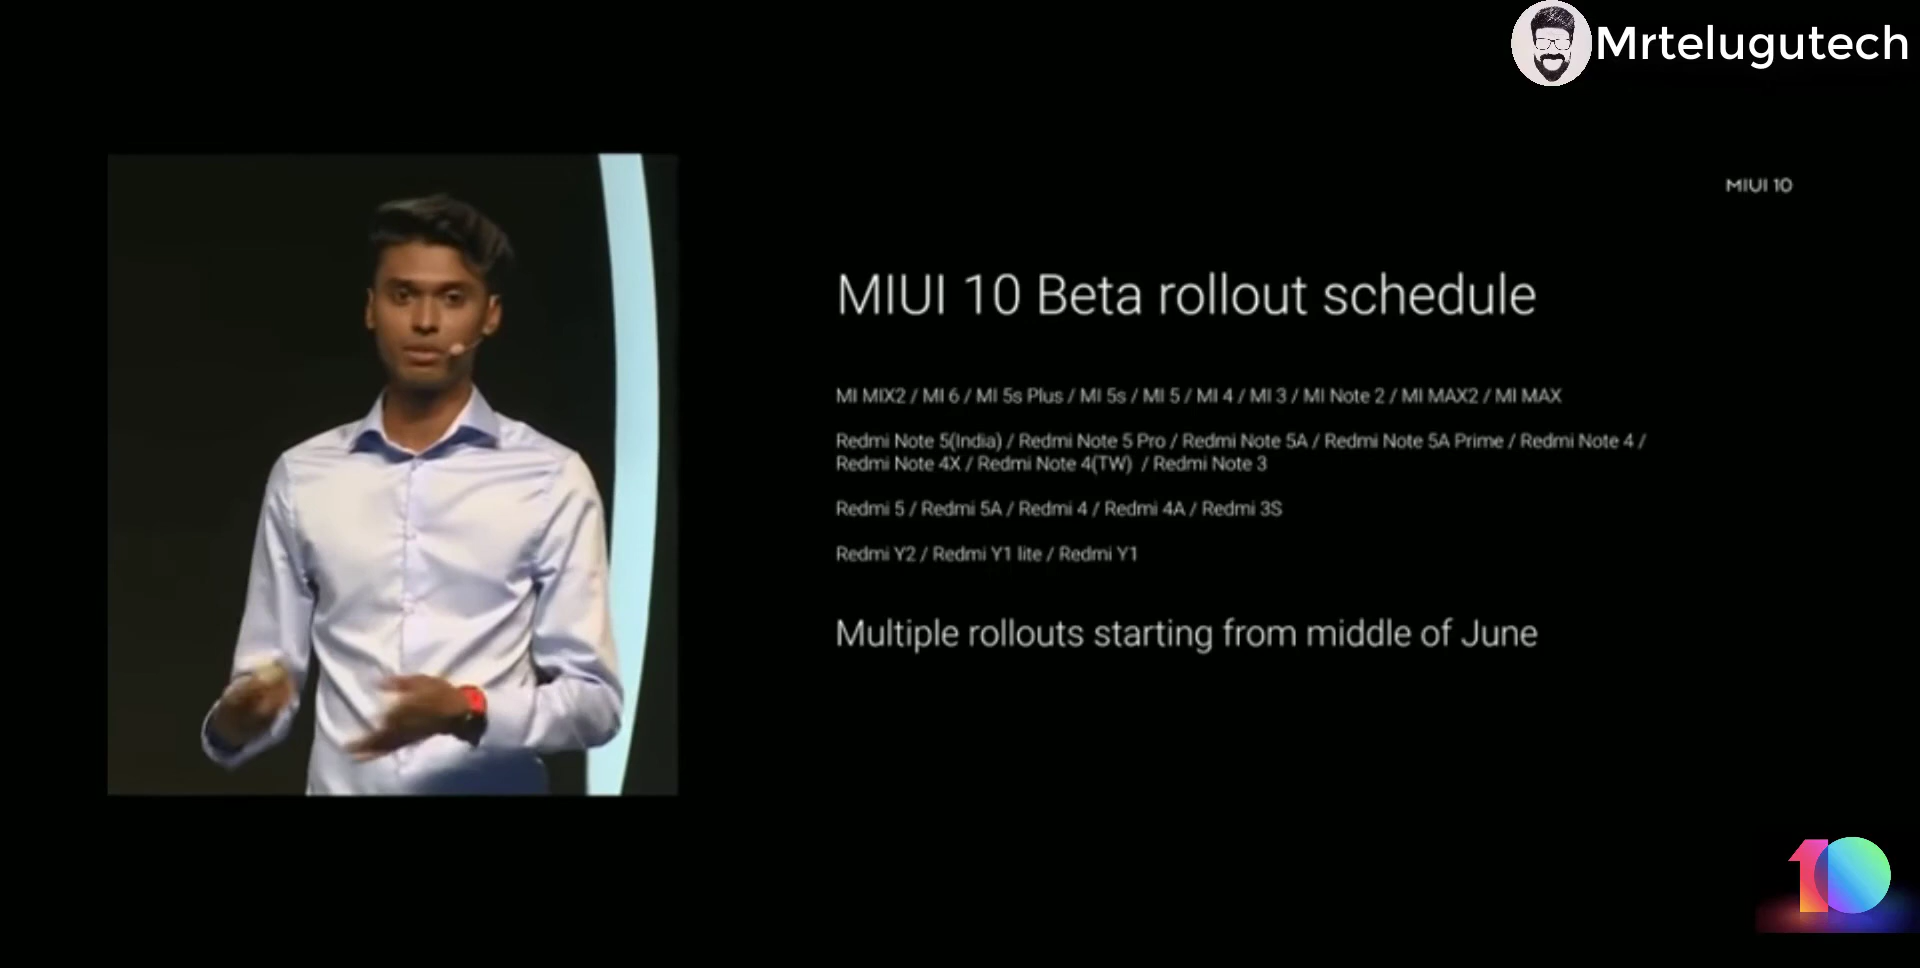 Mrtelugutech
MIUI 10
MIUI 10 Beta rollout schedule
MI MIX2 / MI 6 / MI 5s Plus / MI 5s / MI 5 / MI 4 / MI 3 / MI Note 2 / MI MAX2 / MI MAX
Redmi Note 5(India) / Redmi Note 5 Pro / Redmi Note 5A / Redmi Note 5A Prime / Redmi Note 4 /
Redmi Note 4X / Redmi Note 4(TW) / Redmi Note 3
Redmi 5 / Redmi 5A / Redmi 4 / Redmi 4A / Redmi 3S
Redmi Y2 / Redmi Y1 lite / Redmi Y1
Multiple rollouts starting from middle of June
10